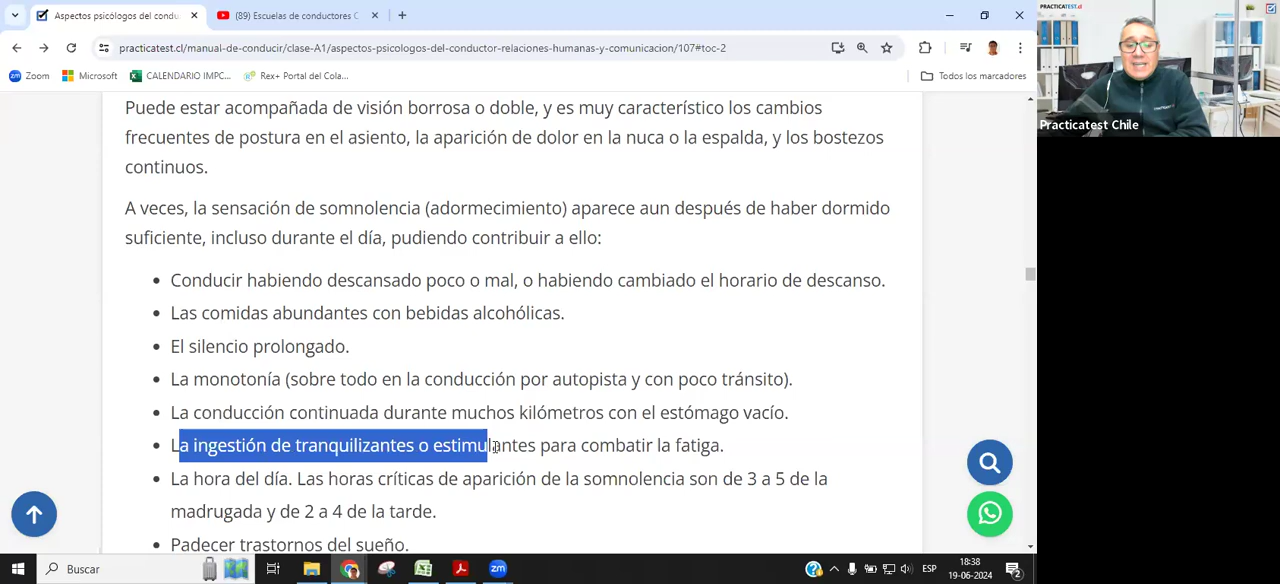 Aspectos psicólogos del condu.
(89) Escuelas de conductores C
practicatest.cl/manual-de-conducir/clase-A1/aspectos-psicologos-del-conductor-relaciones-humanas-y-comunicacion/107#toc-2
Zoom
Microsoft
CALENDARIO IMPC...
Rex+ Portal del Cola...
Todos los marcadores
PRACTICATEST.cl
Practicatest Chile
Puede estar acompañada de visión borrosa o doble, y es muy característico los cambios
frecuentes de postura en el asiento, la aparición de dolor en la nuca o la espalda, y los bostezos
continuos.
A veces, la sensación de somnolencia (adormecimiento) aparece aun después de haber dormido
suficiente, incluso durante el día, pudiendo contribuir a ello:
• Conducir habiendo descansado poco o mal, o habiendo cambiado el horario de descanso.
• Las comidas abundantes con bebidas alcohólicas.
• El silencio prolongado.
• La monotonía (sobre todo en la conducción por autopista y con poco tránsito).
• La conducción continuada durante muchos kilómetros con el estómago vacío.
• La ingestión de tranquilizantes o estimulantes para combatir la fatiga.
• La hora del día. Las horas críticas de aparición de la somnolencia son de 3 a 5 de la
madrugada y de 2 a 4 de la tarde.
• Padecer trastornos del sueño.
Buscar
ESP
18:38
19-06-2024
2